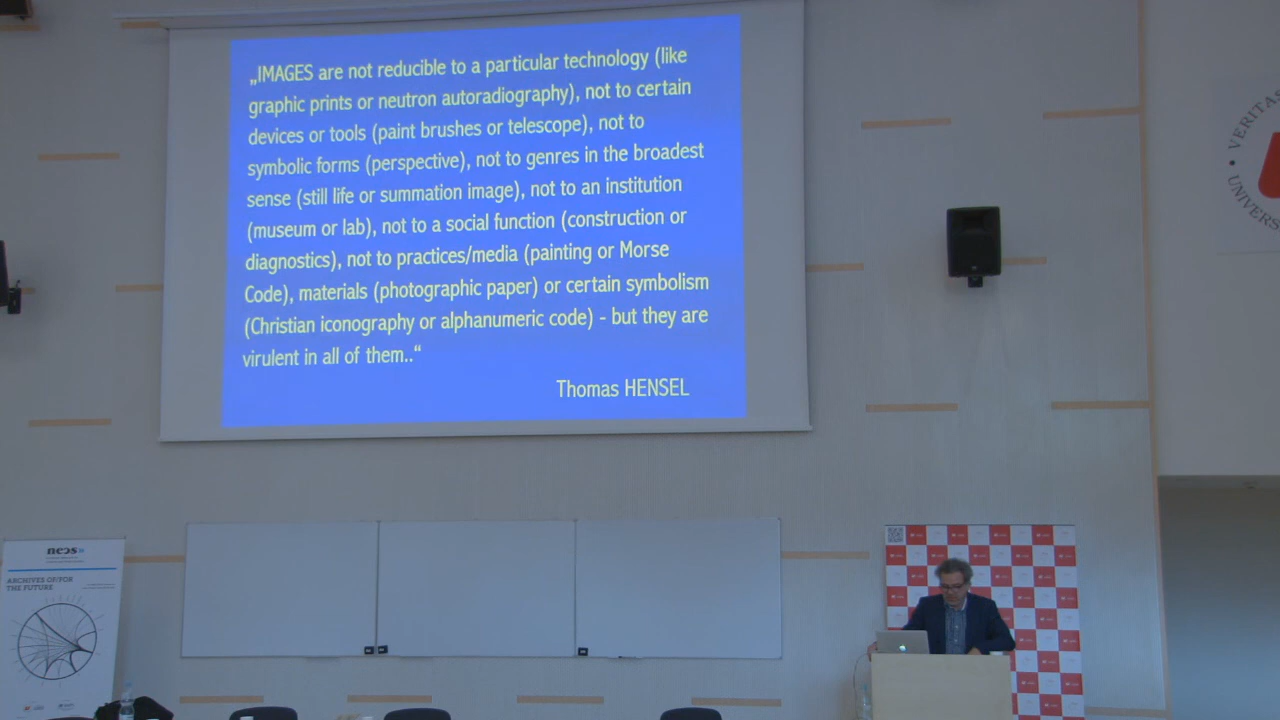 „IMAGES are not reducible to a particular technology (like
graphic prints or neutron autoradiography), not to certain
devices or tools (paint brushes or telescope), not to
symbolic forms (perspective), not to genres in the broadest
sense (still life or summation image), not to an institution
(museum or lab), not to a social function (construction or
diagnostics), not to practices/media (painting or Morse
Code), materials (photographic paper) or certain symbolism
(Christian iconography or alphanumeric code) - but they are
virulent in all of them..“
Thomas HENSEL
VERITAS
necs
ARCHIVES OF/FOR
THE FUTURE